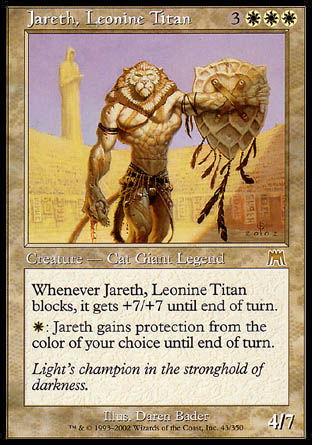 Jareth, Leonine Titan 3
2002
Creature — Cat Giant Legend
Whenever Jareth, Leonine Titan
blocks, it gets +7/+7 until end of turn.
: Jareth gains protection from the
color of your choice until end of turn.
Light's champion in the stronghold of
darkness.
Illus. Daren Bader
™ & © 1993–2002 Wizards of the Coast, Inc. 43/350
4/7